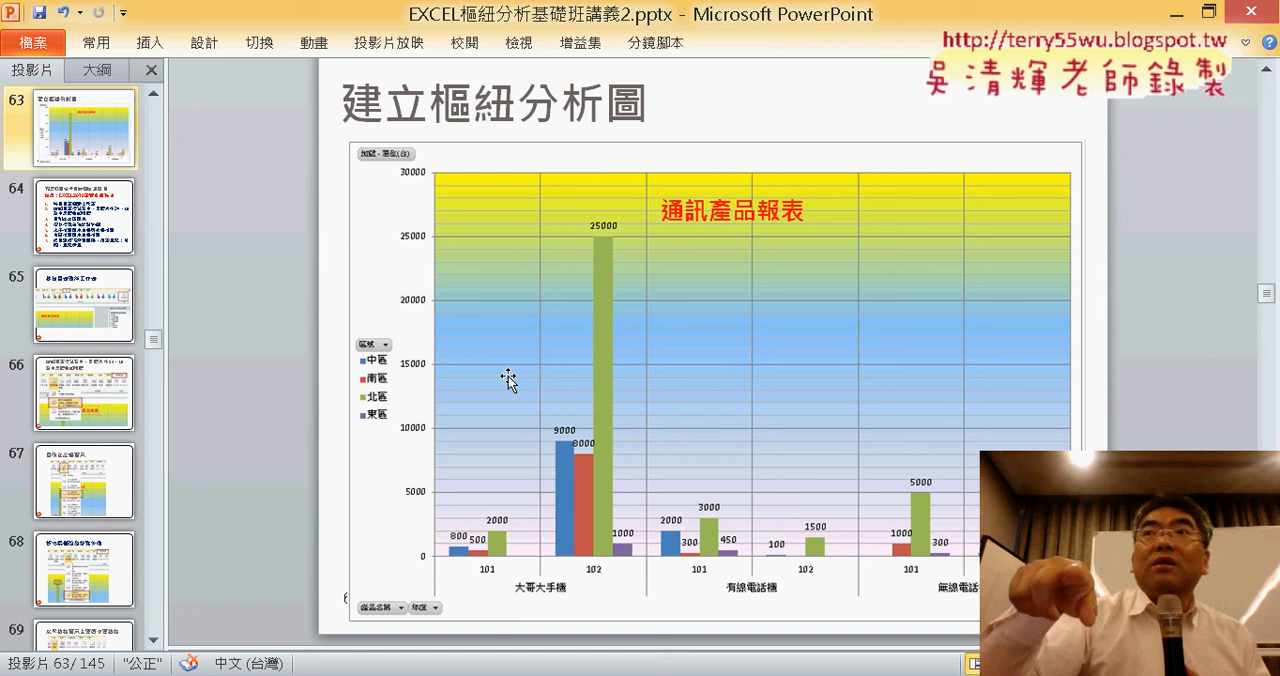 EXCEL樞紐分析基礎班講義2.pptx - Microsoft PowerPoint
檔案 常用 插入 設計 切換 動畫 投影片放映 校閱 檢視 增益集 分鏡腳本
http://terry55wu.blogspot.tw
吳清輝老師錄製
投影片 大綱
63
64
65
66
67
68
69
建立樞紐分析圖
通訊產品報表
30000
25000
20000
15000
10000
5000
0
區域
中區
南區
北區
東區
800 500 2000
9000 8000 25000 1000
2000 300 3000 450
100 1500
1000 5000 300
101 102 101 102 101
大哥大手機 有線電話機 無線電話
產品名稱 年度
投影片 63/ 145 "公正" 中文 (台灣)